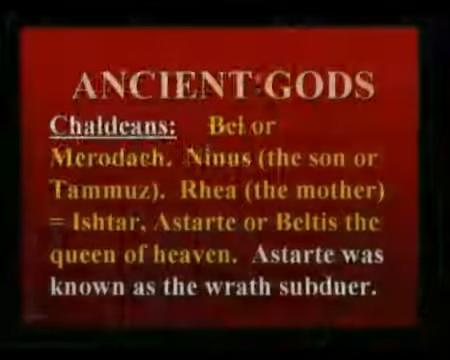 ANCIENT GODS
Chaldeans: Bel or
Merodach. Ninus (the son or
Tammuz). Rhea (the mother)
= Ishtar, Astarte or Beltis the
queen of heaven. Astarte was
known as the wrath subduer.